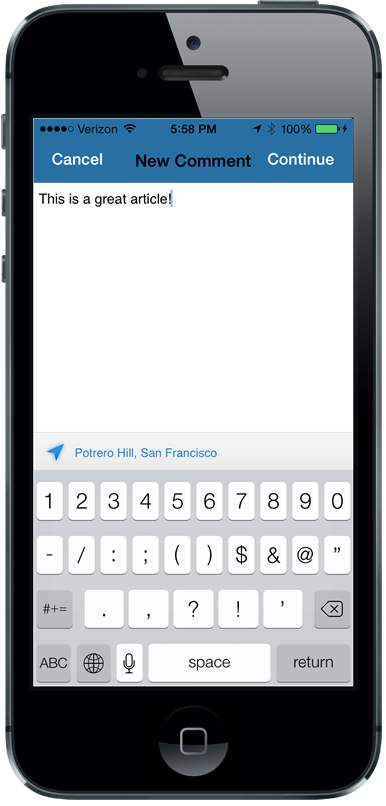 Verizon 5:58 PM 100%
Cancel New Comment Continue
This is a great article!
Potrero Hill, San Francisco
1 2 3 4 5 6 7 8 9 0
- / : ; ( ) $ & @ ”
#+= . , ? ! ’
ABC space return